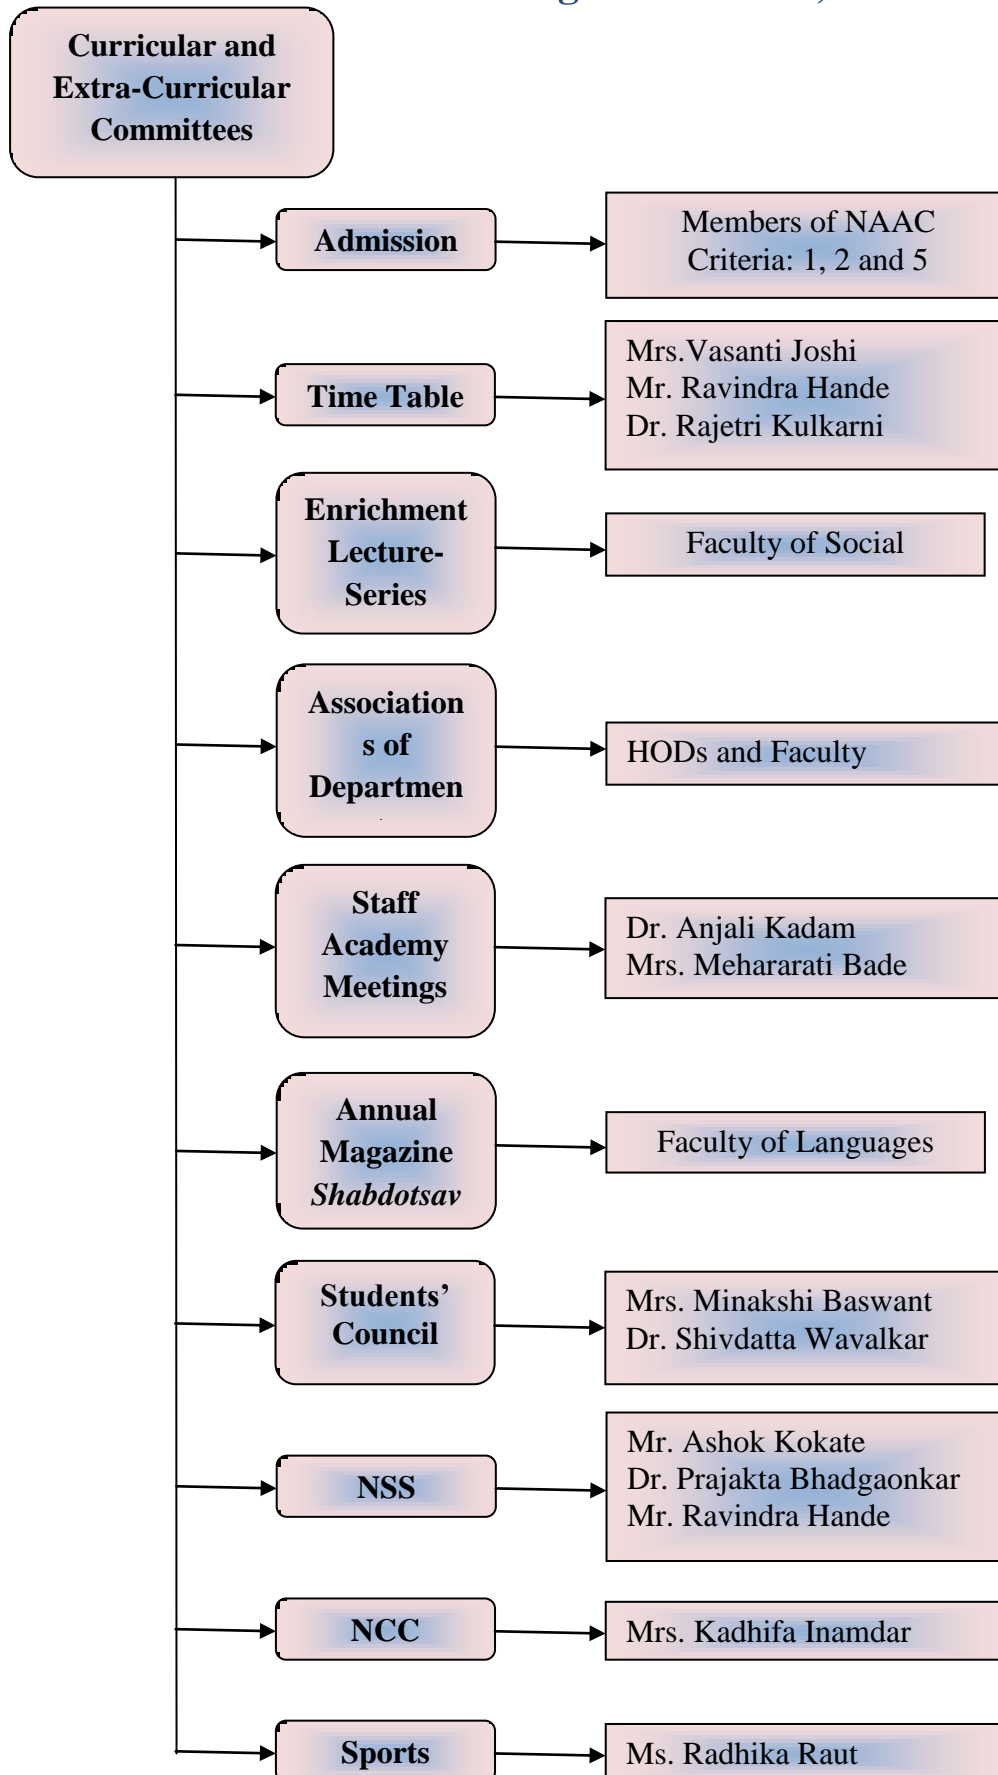 Curricular and
Extra-Curricular
Committees
Admission
Members of NAAC
Criteria: 1, 2 and 5
Time Table
Mrs.Vasanti Joshi
Mr. Ravindra Hande
Dr. Rajetri Kulkarni
Enrichment
Lecture-
Series
Faculty of Social
Association
s of
Departmen
HODs and Faculty
Staff
Academy
Meetings
Dr. Anjali Kadam
Mrs. Mehararati Bade
Annual
Magazine
Shabdotsav
Faculty of Languages
Students’
Council
Mrs. Minakshi Baswant
Dr. Shivdatta Wavalkar
NSS
Mr. Ashok Kokate
Dr. Prajakta Bhadgaonkar
Mr. Ravindra Hande
NCC
Mrs. Kadhifa Inamdar
Sports
Ms. Radhika Raut